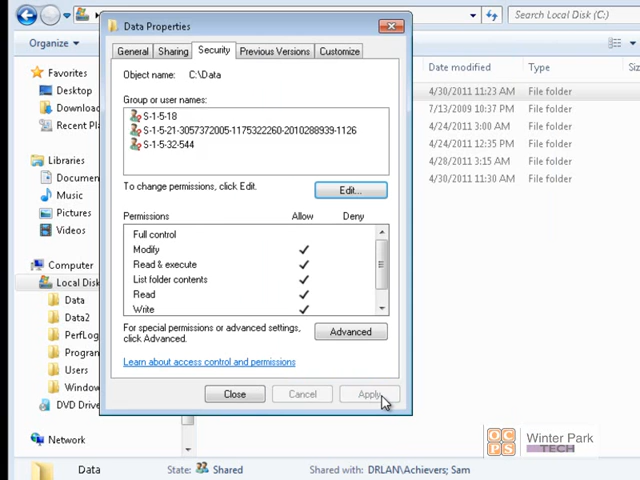 Data Properties
Search Local Disk (C:)
Organize
General Sharing Security Previous Versions Customize
Object name: C:\Data
Group or user names:
S-1-5-18
S-1-5-21-3057372005-1175322260-2010288939-1126
S-1-5-32-544
To change permissions, click Edit.
Edit...
Permissions Allow Deny
Full control
Modify
Read & execute
List folder contents
Read
Write
For special permissions or advanced settings,
click Advanced.
Advanced
Learn about access control and permissions
Close Cancel Apply
Favorites
Desktop
Recent
Libraries
Music
Pictures
Videos
Computer
Local Disk
Data
Data2
Users
Network
Date modified Type
4/30/2011 11:23 AM File folder
7/13/2009 10:37 PM File folder
4/24/2011 3:00 AM File folder
4/24/2011 12:35 PM File folder
4/28/2011 3:15 AM File folder
4/30/2011 11:30 AM File folder
OCPS
Winter Park
TECH
Data State: Shared Shared with: DRLAN\Achievers; Sam